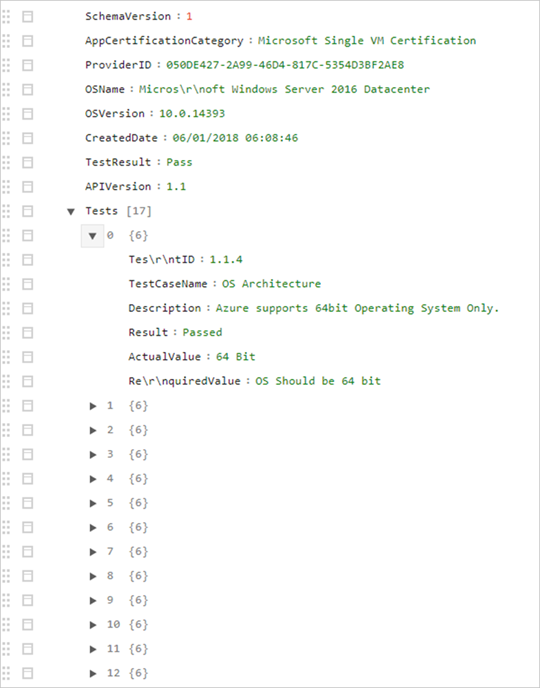 SchemaVersion : 1
AppCertificationCategory : Microsoft Single VM Certification
ProviderID : 050DE427-2A99-46D4-817C-5354D3BF2AE8
OSName : Micros\r\noft Windows Server 2016 Datacenter
OSVersion : 10.0.14393
CreatedDate : 06/01/2018 06:08:46
TestResult : Pass
APIVersion : 1.1
Tests [17]
0 {6}
Tes\r\ntID : 1.1.4
TestCaseName : OS Architecture
Description : Azure supports 64bit Operating System Only.
Result : Passed
ActualValue : 64 Bit
Re\r\nquiredValue : OS Should be 64 bit
1 {6}
2 {6}
3 {6}
4 {6}
5 {6}
6 {6}
7 {6}
8 {6}
9 {6}
10 {6}
11 {6}
12 {6}